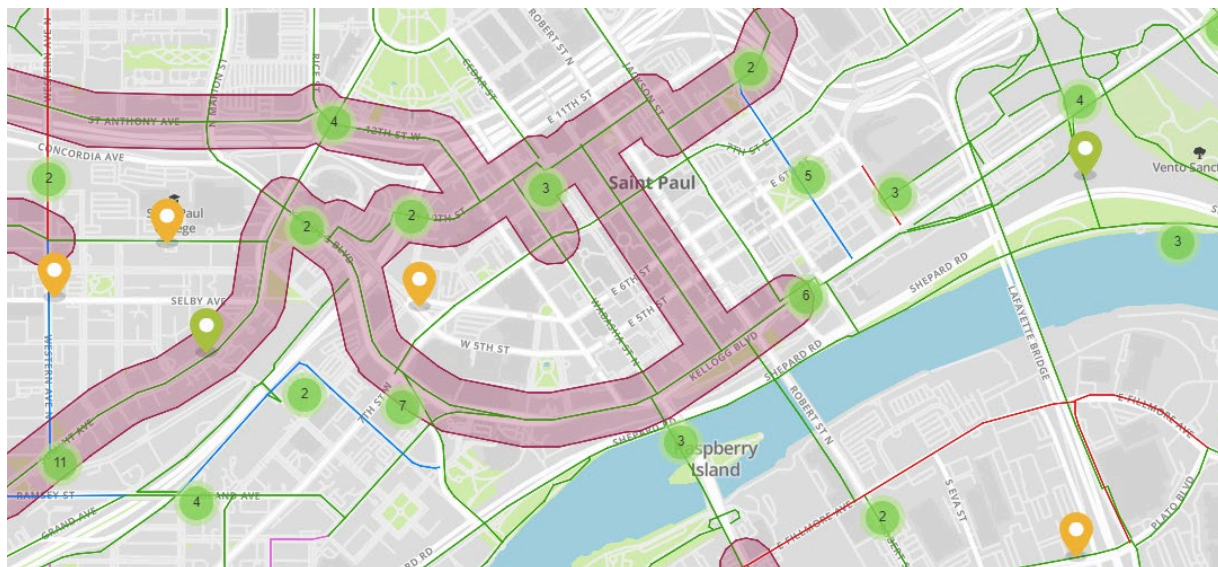 WESTERN AVE N
N MARION ST
RICE ST
CEDAR ST
ROBERT ST N
JACKSON ST
E 11TH ST
2
4
4
ST ANTHONY AVE
12TH ST W
CONCORDIA AVE
7TH ST E
E 6TH ST
2
5
3
3
Saint Paul
Vento Sanc
2
2
10TH ST
3
SELBY AVE
E 6TH ST
E 5TH ST
6
SHEPARD RD
LAFAYETTE BRIDGE
WESTERN AVE N
W 5TH ST
WABASHA ST N
KELLOGG BLVD
SHEPARD RD
2
7
7TH ST W
ROBERT ST N
E FILLMORE AVE
11
3
Raspberry
Island
RAMSEY ST
4
GRAND AVE
S EVA ST
PLATO BLVD
2
E FILLMORE AVE